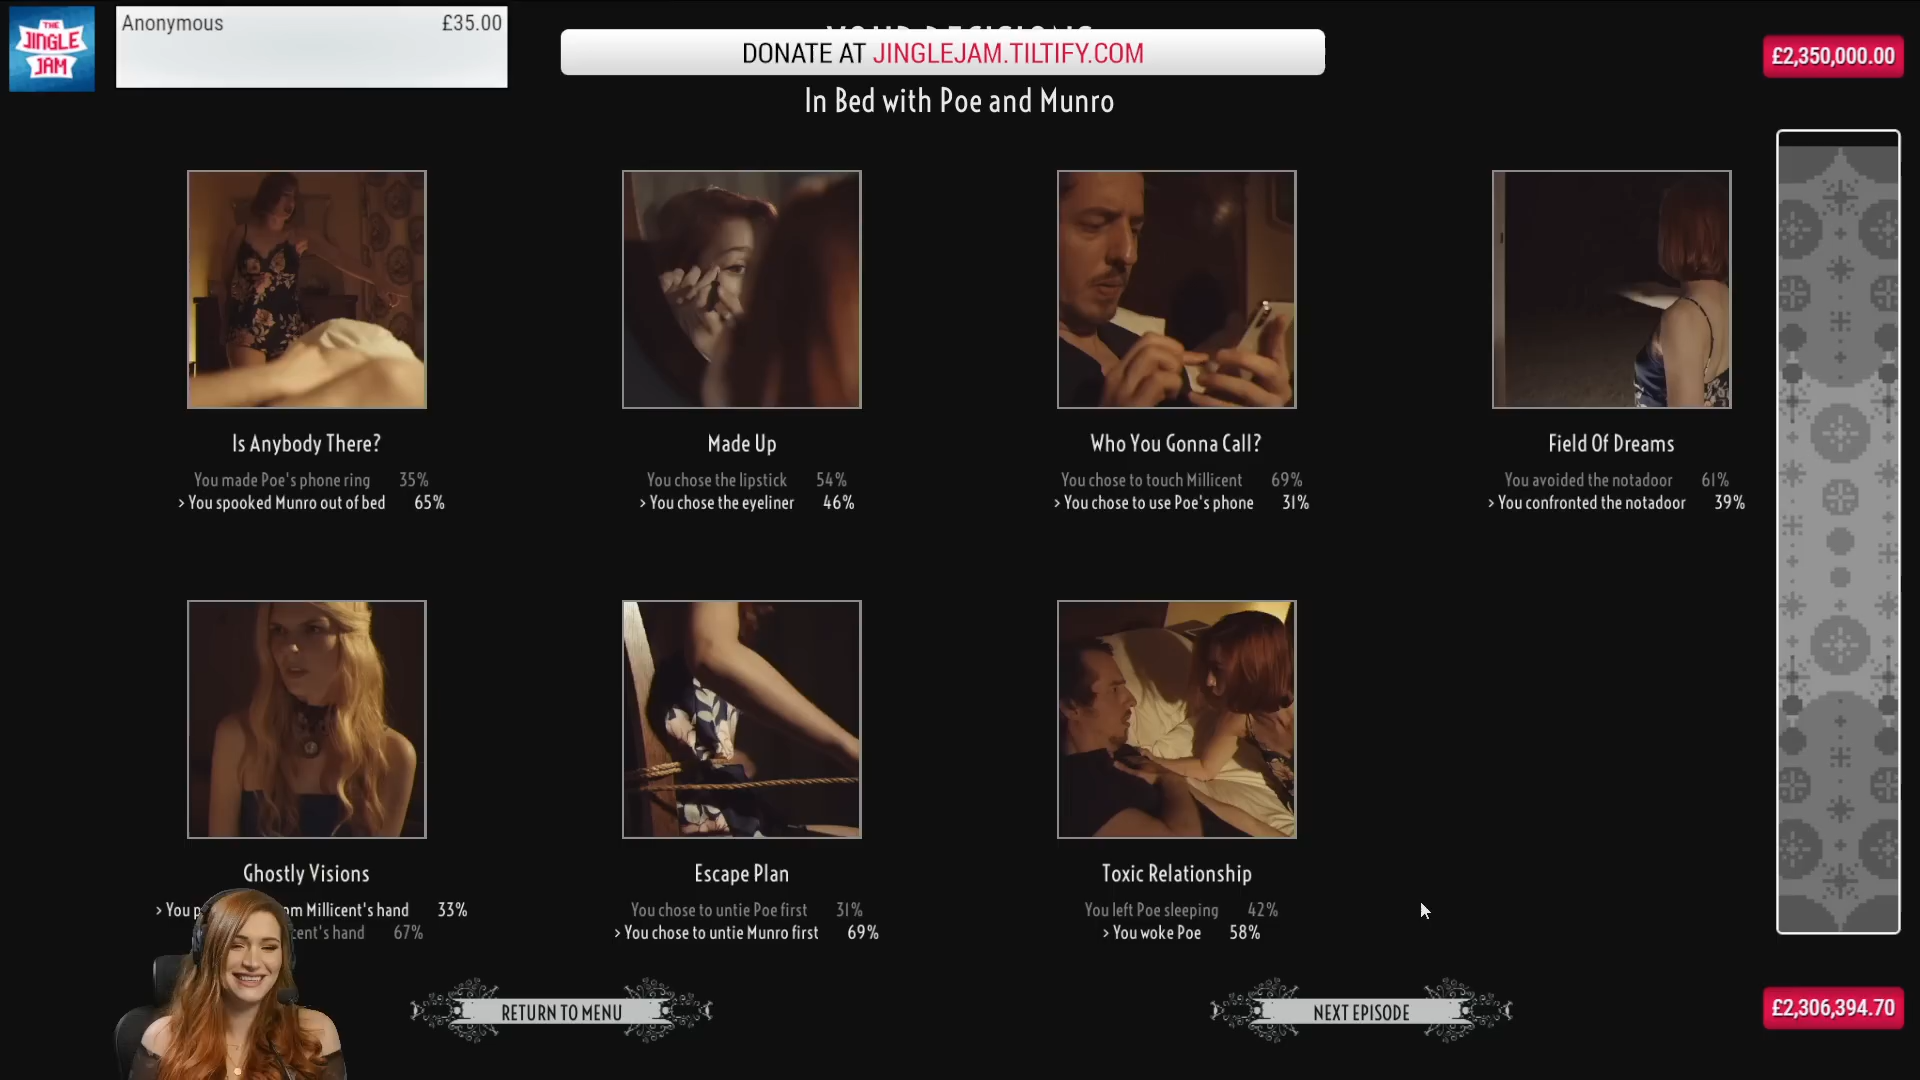 THE
JINGLE
JAM
Anonymous £35.00
DONATE AT JINGLEJAM.TILTIFY.COM
£2,350,000.00
In Bed with Poe and Munro
Is Anybody There?
You made Poe's phone ring 35%
> You spooked Munro out of bed 65%
Made Up
You chose the lipstick 54%
> You chose the eyeliner 46%
Who You Gonna Call?
You chose to touch Millicent 69%
> You chose to use Poe's phone 31%
Field Of Dreams
You avoided the notadoor 61%
> You confronted the notadoor 39%
Ghostly Visions
> You Millicent's hand 33%
hand 67%
Escape Plan
You chose to untie Poe first 31%
> You chose to untie Munro first 69%
Toxic Relationship
You left Poe sleeping 42%
> You woke Poe 58%
RETURN TO MENU
NEXT EPISODE
£2,306,394.70